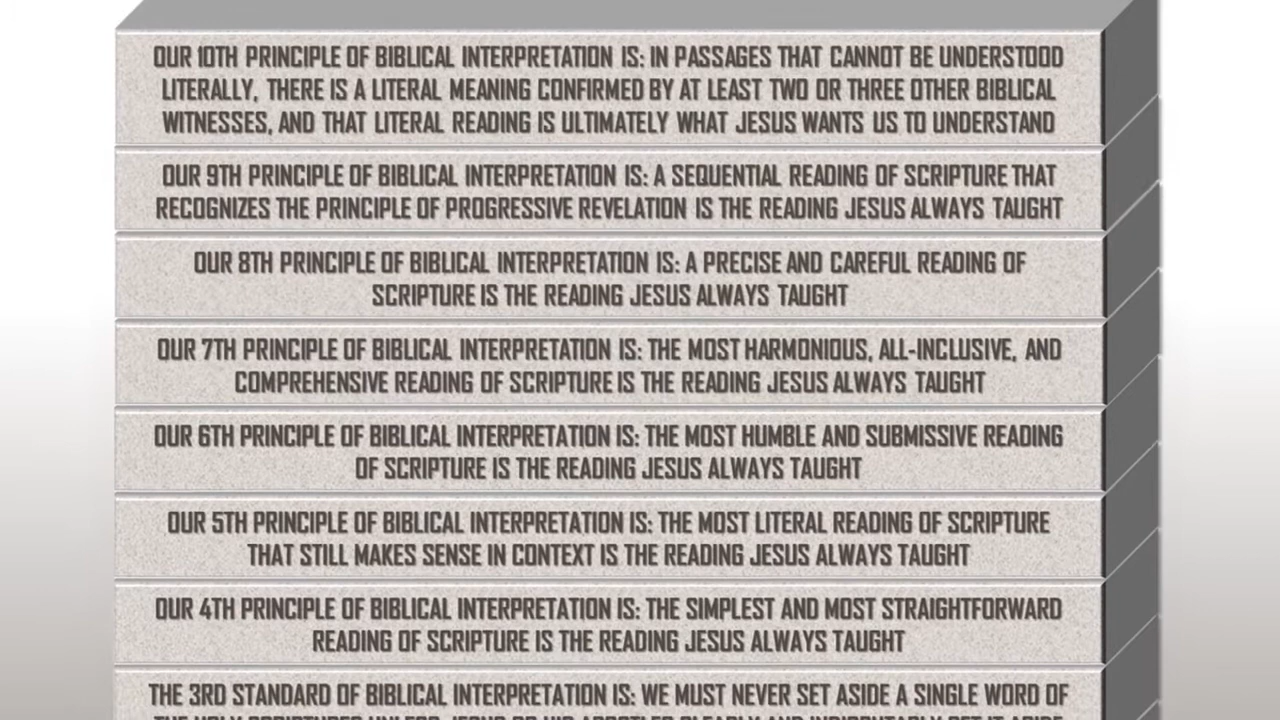 OUR 10TH PRINCIPLE OF BIBLICAL INTERPRETATION IS: IN PASSAGES THAT CANNOT BE UNDERSTOOD
LITERALLY, THERE IS A LITERAL MEANING CONFIRMED BY AT LEAST TWO OR THREE OTHER BIBLICAL
WITNESSES, AND THAT LITERAL READING IS ULTIMATELY WHAT JESUS WANTS US TO UNDERSTAND
OUR 9TH PRINCIPLE OF BIBLICAL INTERPRETATION IS: A SEQUENTIAL READING OF SCRIPTURE THAT
RECOGNIZES THE PRINCIPLE OF PROGRESSIVE REVELATION IS THE READING JESUS ALWAYS TAUGHT
OUR 8TH PRINCIPLE OF BIBLICAL INTERPRETATION IS: A PRECISE AND CAREFUL READING OF
SCRIPTURE IS THE READING JESUS ALWAYS TAUGHT
OUR 7TH PRINCIPLE OF BIBLICAL INTERPRETATION IS: THE MOST HARMONIOUS, ALL-INCLUSIVE, AND
COMPREHENSIVE READING OF SCRIPTURE IS THE READING JESUS ALWAYS TAUGHT
OUR 6TH PRINCIPLE OF BIBLICAL INTERPRETATION IS: THE MOST HUMBLE AND SUBMISSIVE READING
OF SCRIPTURE IS THE READING JESUS ALWAYS TAUGHT
OUR 5TH PRINCIPLE OF BIBLICAL INTERPRETATION IS: THE MOST LITERAL READING OF SCRIPTURE
THAT STILL MAKES SENSE IN CONTEXT IS THE READING JESUS ALWAYS TAUGHT
OUR 4TH PRINCIPLE OF BIBLICAL INTERPRETATION IS: THE SIMPLEST AND MOST STRAIGHTFORWARD
READING OF SCRIPTURE IS THE READING JESUS ALWAYS TAUGHT
THE 3RD STANDARD OF BIBLICAL INTERPRETATION IS: WE MUST NEVER SET ASIDE A SINGLE WORD OF